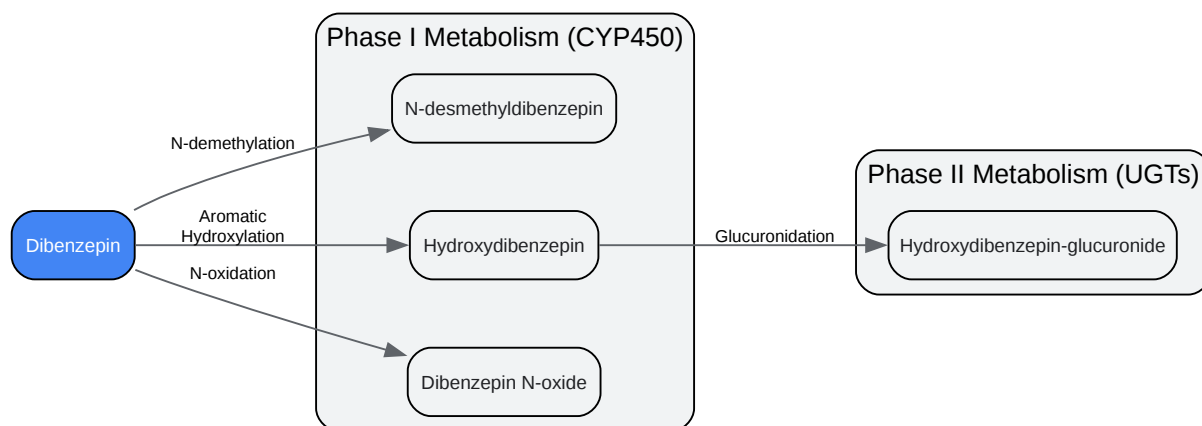 Phase I Metabolism (CYP450)
N-desmethyldibenzepin
N-demethylation
Phase II Metabolism (UGTs)
Dibenzepin
Aromatic
Hydroxylation
Hydroxydibenzepin
Glucuronidation
Hydroxydibenzepin-glucuronide
N-oxidation
Dibenzepin N-oxide